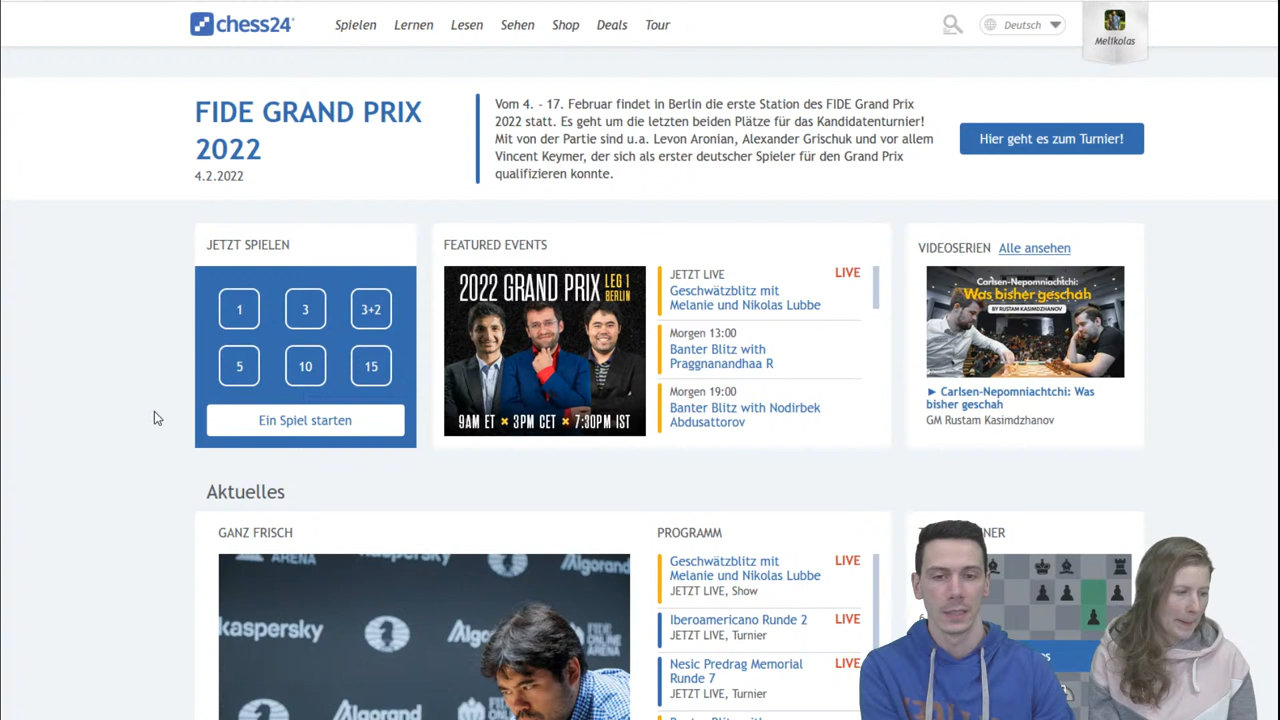 chess24
Spielen
Lernen
Lesen
Sehen
Shop
Deals
Tour
Deutsch
MelIkolas
FIDE GRAND PRIX
2022
4.2.2022
Vom 4. - 17. Februar findet in Berlin die erste Station des FIDE Grand Prix
2022 statt. Es geht um die letzten beiden Plätze für das Kandidatenturnier!
Mit von der Partie sind u.a. Levon Aronian, Alexander Grischuk und vor allem
Vincent Keymer, der sich als erster deutscher Spieler für den Grand Prix
qualifizieren konnte.
Hier geht es zum Turnier!
JETZT SPIELEN
1
3
3+2
5
10
15
Ein Spiel starten
FEATURED EVENTS
2022 GRAND PRIX LEG 1
BERLIN
9AM ET × 3PM CET × 7:30PM IST
JETZT LIVE
LIVE
Geschwätzblitz mit
Melanie und Nikolas Lubbe
Morgen 13:00
Banter Blitz with
Praggnanandhaa R
Morgen 19:00
Banter Blitz with Nodirbek
Abdusattorov
VIDEOSERIEN Alle ansehen
Carlsen-Nepomniachtchi:
Was bisher geschah
BY RUSTAM KASIMDZHANOV
► Carlsen-Nepomniachtchi: Was
bisher geschah
GM Rustam Kasimdzhanov
Aktuelles
GANZ FRISCH
ARENA
kaspersky
Algorand
kaspersky
FIDE
FIDE ONLINE
ARENA
Algorand
PROGRAMM
Geschwätzblitz mit
LIVE
Melanie und Nikolas Lubbe
JETZT LIVE, Show
Iberoamericano Runde 2
LIVE
JETZT LIVE, Turnier
Nesic Predrag Memorial
LIVE
Runde 7
JETZT LIVE, Turnier